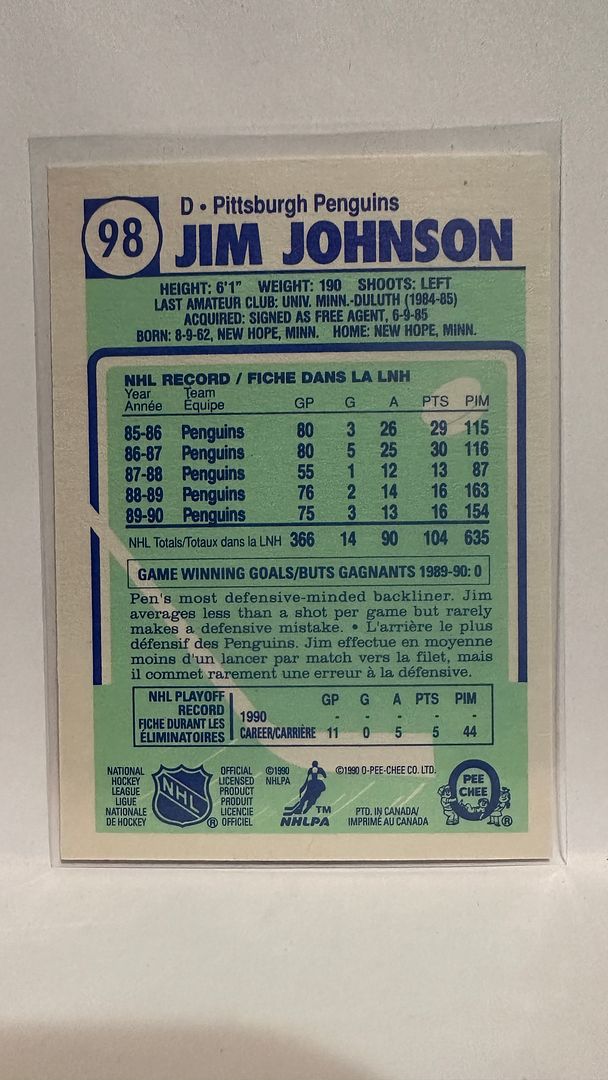 98
D • Pittsburgh Penguins
JIM JOHNSON
HEIGHT: 6'1" WEIGHT: 190 SHOOTS: LEFT
LAST AMATEUR CLUB: UNIV. MINN.-DULUTH (1984-85)
ACQUIRED: SIGNED AS FREE AGENT, 6-9-85
BORN: 8-9-62, NEW HOPE, MINN. HOME: NEW HOPE, MINN.
NHL RECORD / FICHE DANS LA LNH
Year Team
Année Équipe GP G A PTS PIM
85-86 Penguins 80 3 26 29 115
86-87 Penguins 80 5 25 30 116
87-88 Penguins 55 1 12 13 87
88-89 Penguins 76 2 14 16 163
89-90 Penguins 75 3 13 16 154
NHL Totals/Totaux dans la LNH 366 14 90 104 635
GAME WINNING GOALS/BUTS GAGNANTS 1989-90: 0
Pen's most defensive-minded backliner. Jim
averages less than a shot per game but rarely
makes a defensive mistake. • L'arrière le plus
défensif des Penguins. Jim effectue en moyenne
moins d'un lancer par match vers la filet, mais
il commet rarement une erreur à la défensive.
NHL PLAYOFF RECORD
FICHE DURANT LES ÉLIMINATOIRES
GP G A PTS PIM
1990 - - - - -
CAREER/CARRIÈRE 11 0 5 5 44
NATIONAL
HOCKEY
LEAGUE
LIGUE
NATIONALE
DE HOCKEY
NHL
®
OFFICIAL
LICENSED
PRODUCT
PRODUIT
LICENCIE
OFFICIEL
©1990
NHLPA
TM
NHLPA
©1990 O-PEE-CHEE CO. LTD.
PTD. IN CANADA/
IMPRIMÉ AU CANADA
O
PEE
CHEE
®